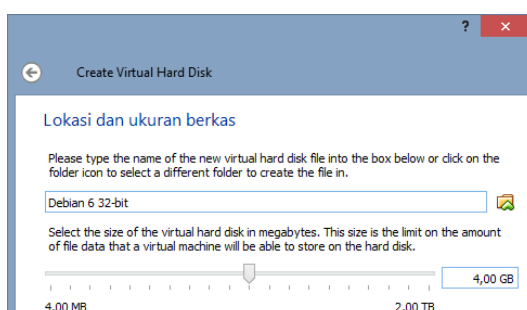 ?
Create Virtual Hard Disk
Lokasi dan ukuran berkas
Please type the name of the new virtual hard disk file into the box below or click on the
folder icon to select a different folder to create the file in.
Debian 6 32-bit
Select the size of the virtual hard disk in megabytes. This size is the limit on the amount
of file data that a virtual machine will be able to store on the hard disk.
4,00 GB
4,00 MB 2,00 TB